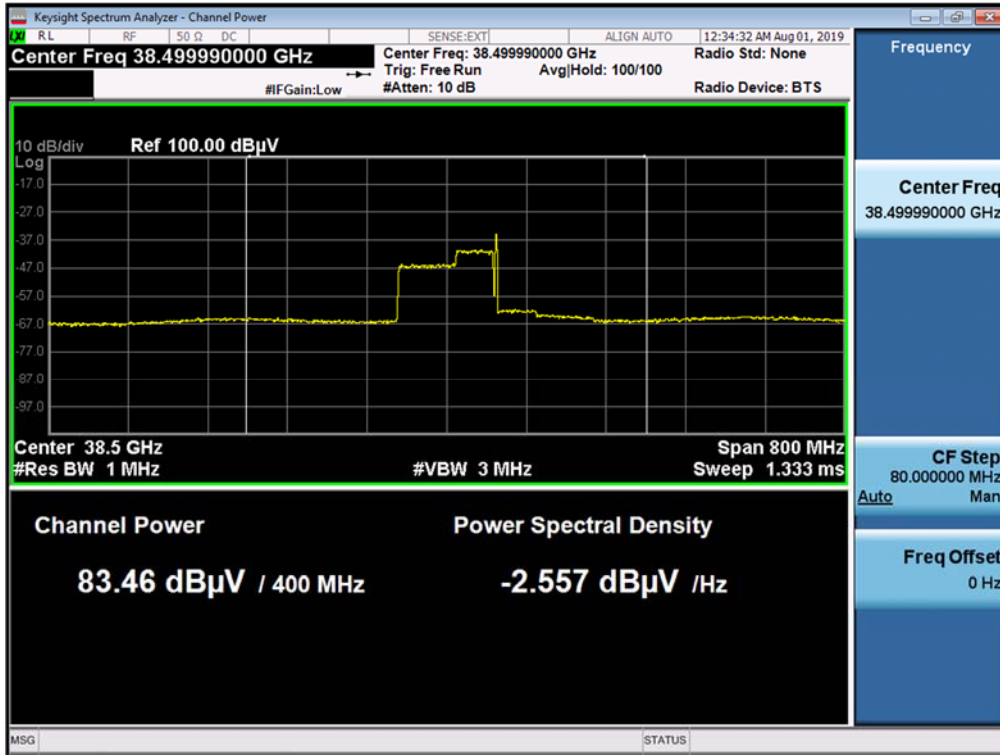 Keysight Spectrum Analyzer - Channel Power
LXI RL RF 50 Ω DC SENSE:EXT ALIGN AUTO 12:34:32 AM Aug 01, 2019
Center Freq 38.499990000 GHz
Center Freq: 38.499990000 GHz Radio Std: None
Trig: Free Run Avg|Hold: 100/100
#IFGain:Low #Atten: 10 dB Radio Device: BTS
10 dB/div Ref 100.00 dBµV
Log
-17.0
-27.0
-37.0
-47.0
-57.0
-67.0
-77.0
-87.0
-97.0
Center 38.5 GHz Span 800 MHz
#Res BW 1 MHz #VBW 3 MHz Sweep 1.333 ms
Channel Power Power Spectral Density
83.46 dBµV / 400 MHz -2.557 dBµV /Hz
Frequency
Center Freq
38.499990000 GHz
CF Step
80.000000 MHz
Auto Man
Freq Offset
0 Hz
MSG STATUS